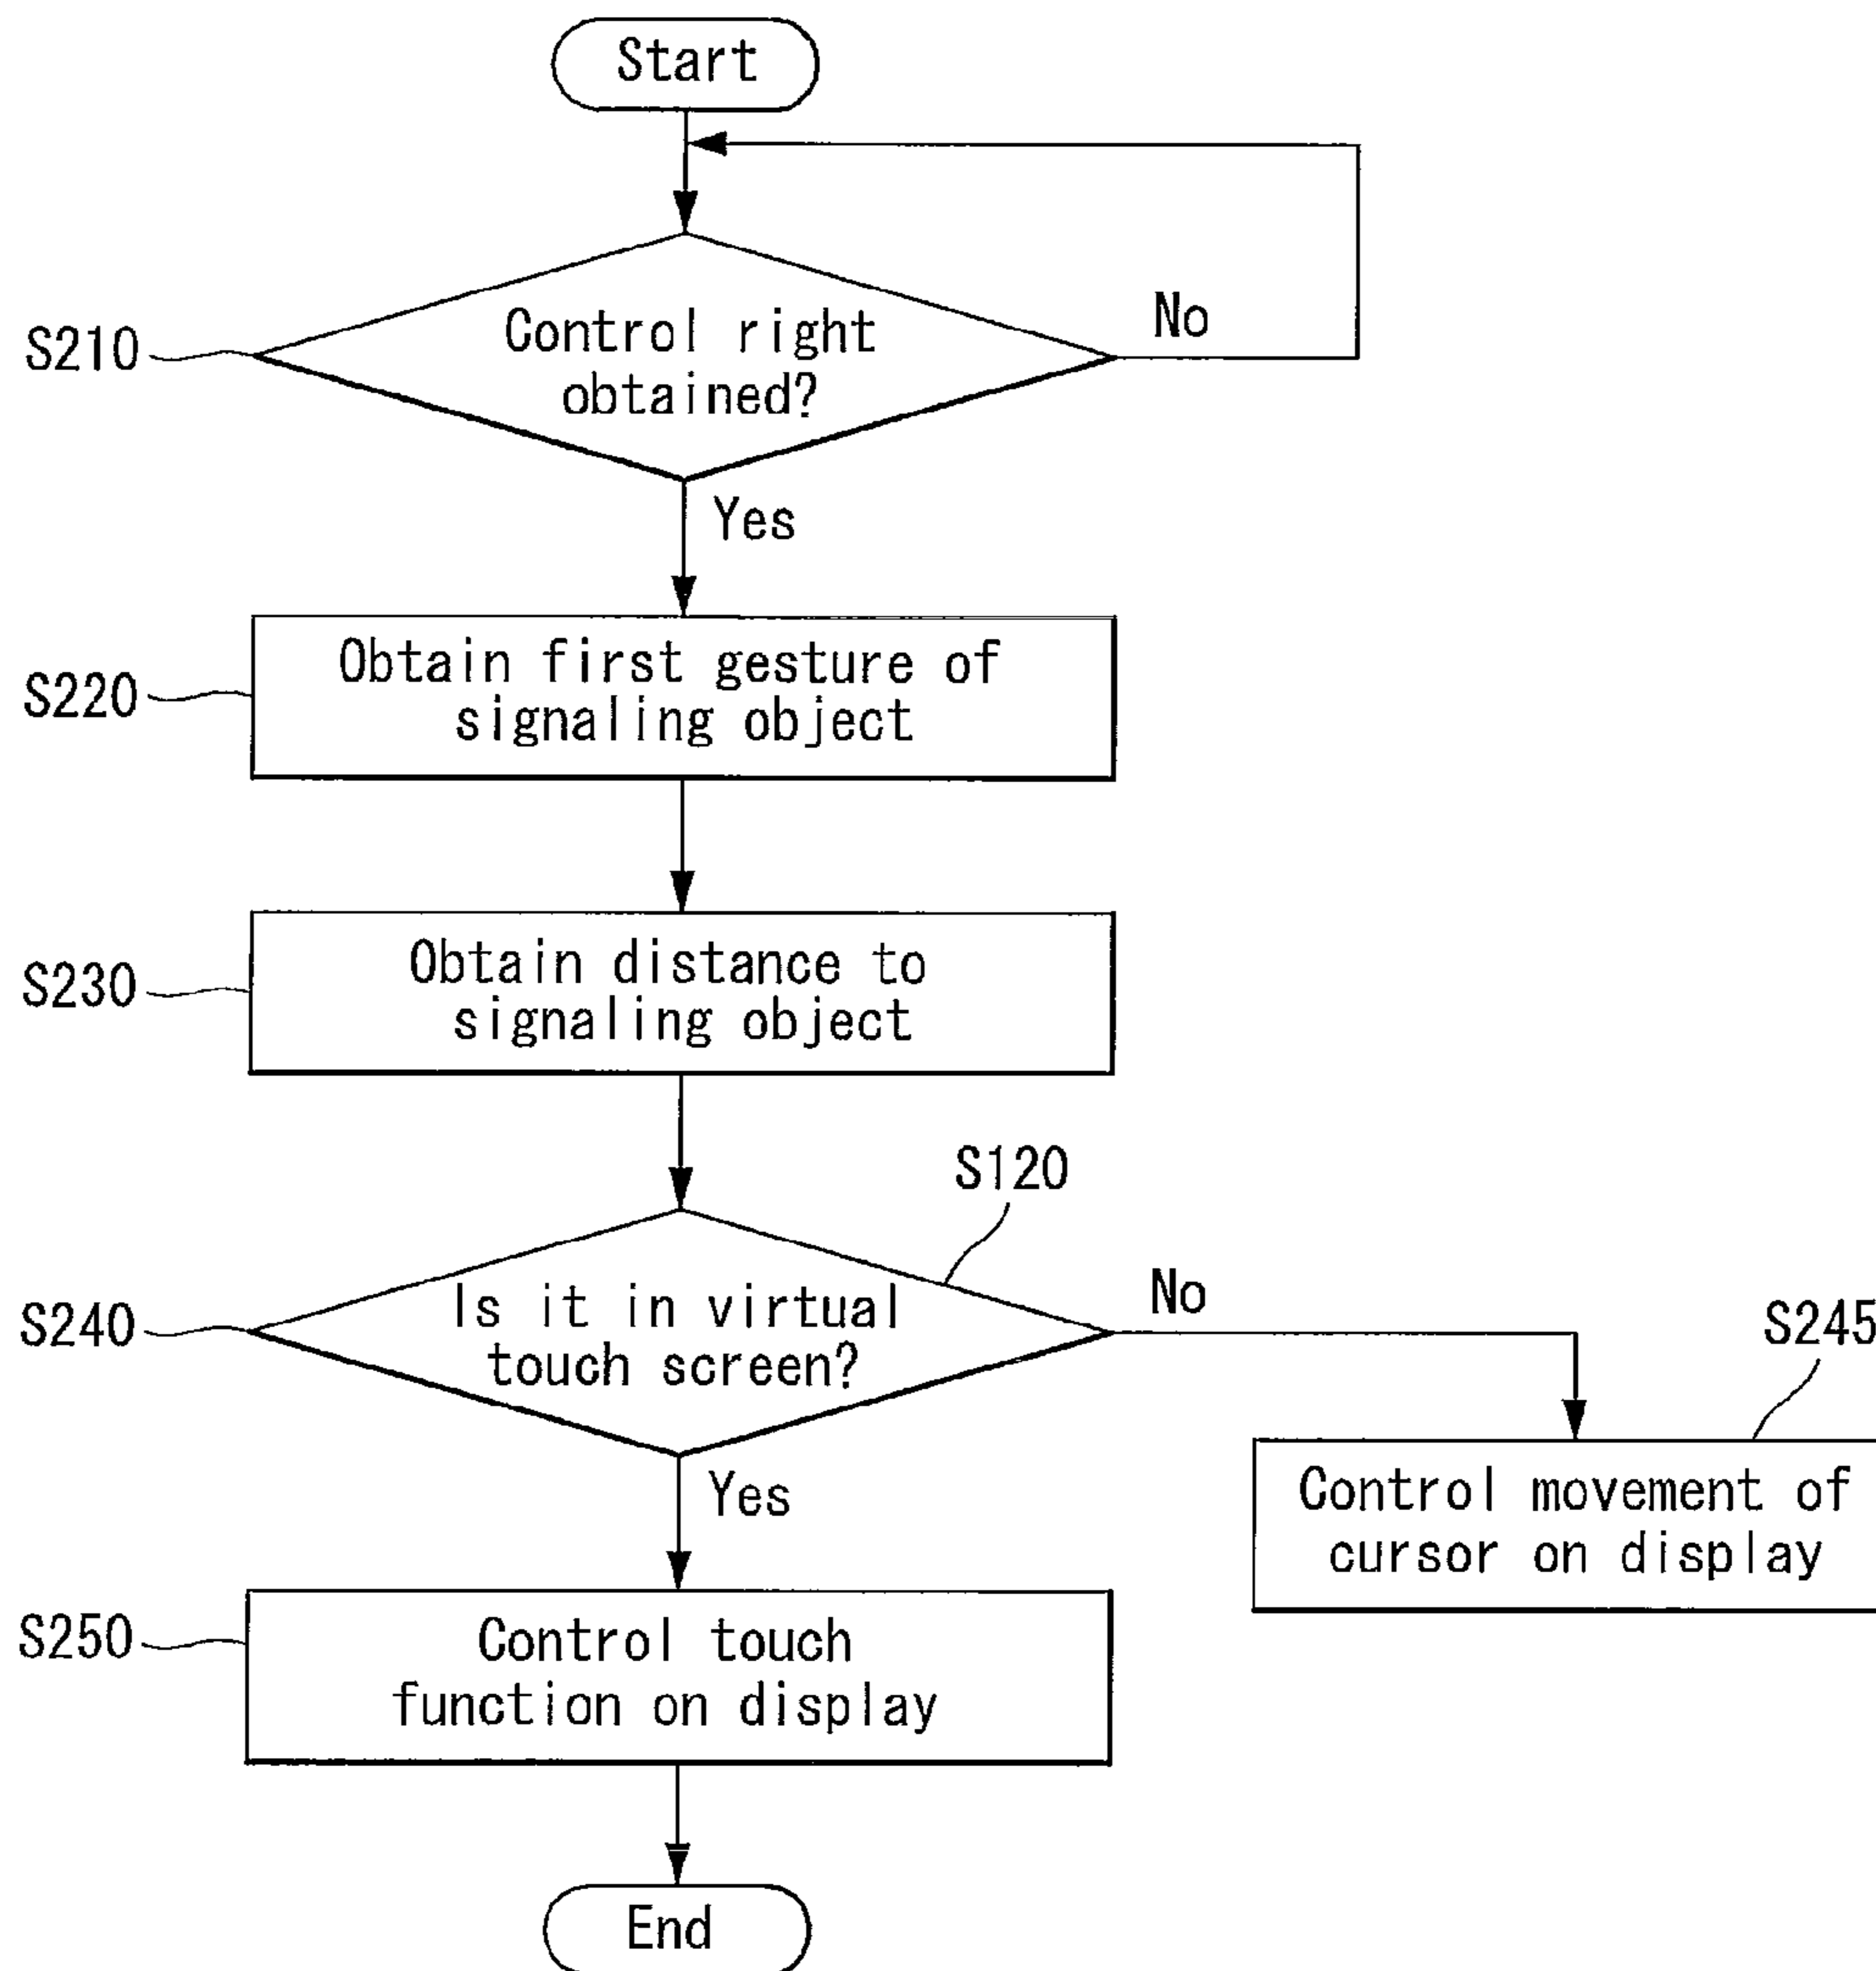 Start
No
S210
Control right
obtained?
Yes
S220
Obtain first gesture of
signaling object
S230
Obtain distance to
signaling object
S120
No
S240
Is it in virtual
touch screen?
S245
Yes
Control movement of
cursor on display
S250
Control touch
function on display
End